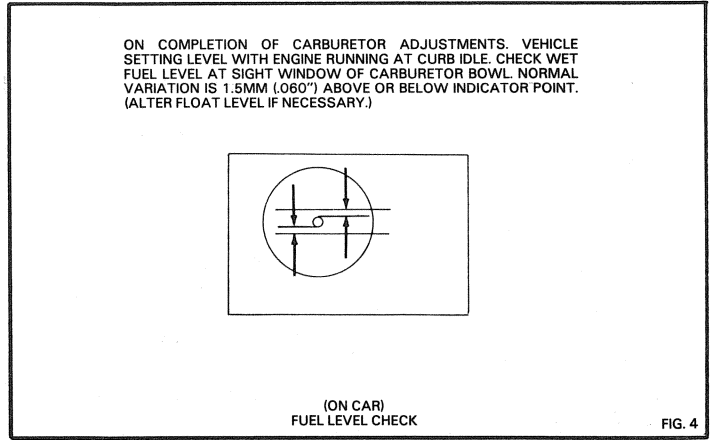 ON COMPLETION OF CARBURETOR ADJUSTMENTS. VEHICLE
SETTING LEVEL WITH ENGINE RUNNING AT CURB IDLE. CHECK WET
FUEL LEVEL AT SIGHT WINDOW OF CARBURETOR BOWL. NORMAL
VARIATION IS 1.5MM (.060") ABOVE OR BELOW INDICATOR POINT.
(ALTER FLOAT LEVEL IF NECESSARY.)
(ON CAR)
FUEL LEVEL CHECK
FIG. 4